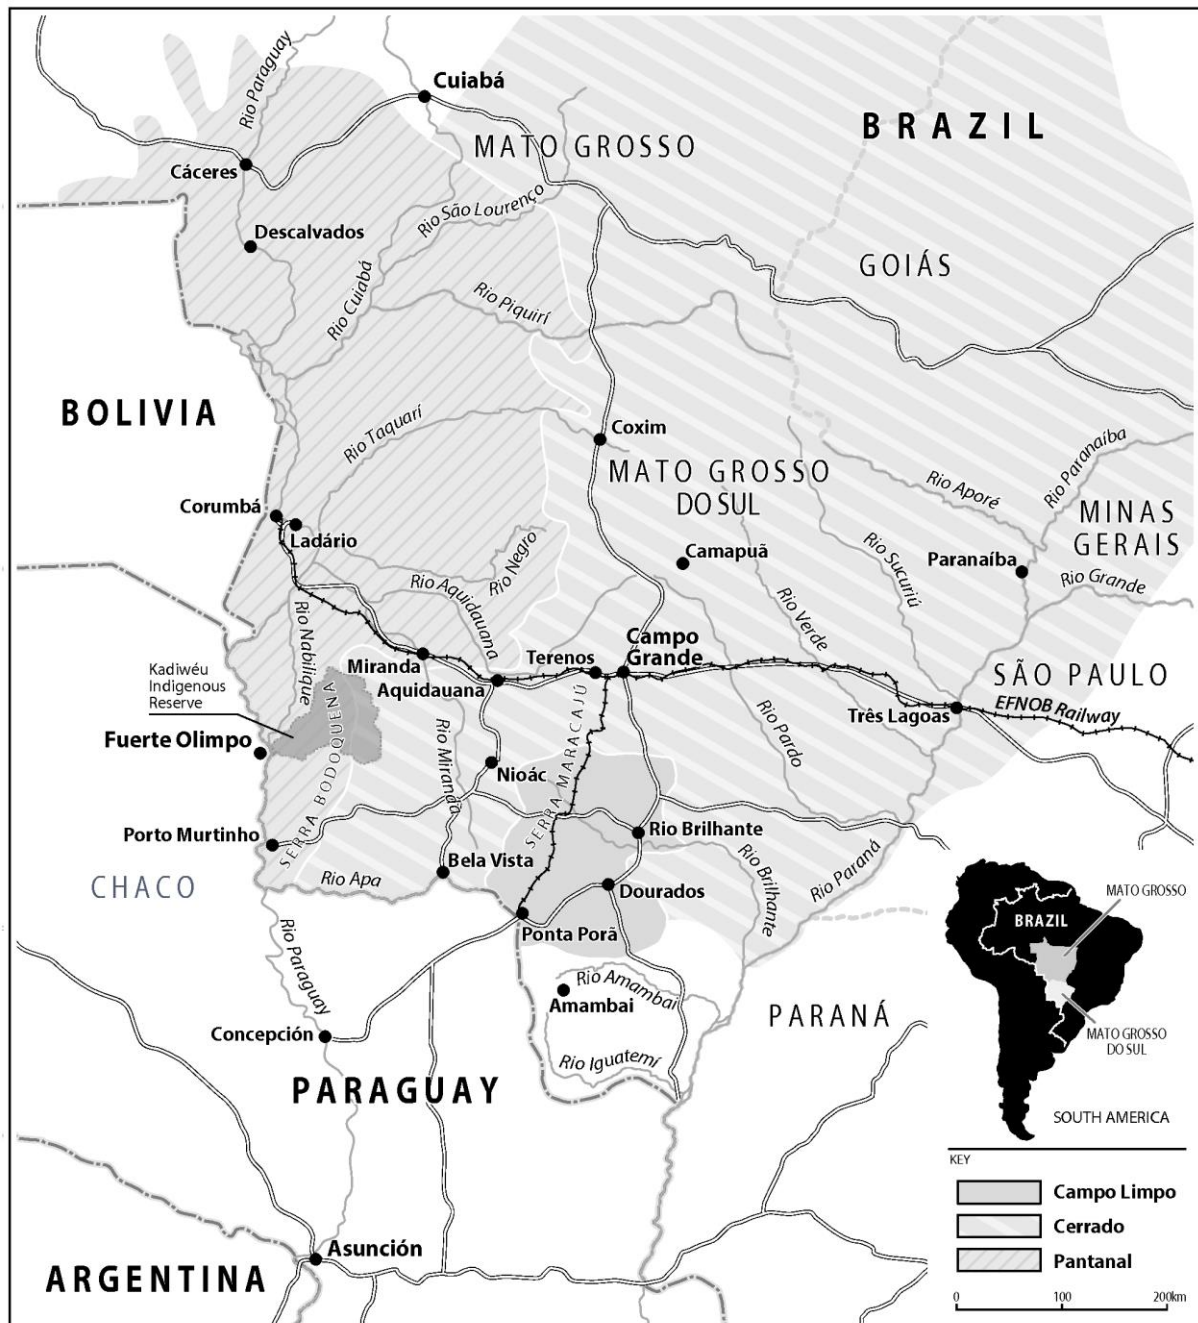 Rio Paraguay
Cuiabá
BRAZIL
MATO GROSSO
Cáceres
Rio São Lourenço
Descalvados
GOIÁS
Rio Cuiabá
Rio Piquirí
BOLIVIA
Rio Taquarí
Coxim
Rio Paranaíba
MATO GROSSO
DO SUL
Rio Aporé
Corumbá
Ladário
MINAS
GERAIS
Rio Negro
Camapuã
Rio Sucuriú
Paranaíba
Rio Aquidauana
Rio Grande
Rio Nabilique
Rio Verde
Campo
Grande
Miranda
Terenos
Kadiwéu
Indigenous
Reserve
Aquidauana
SÃO PAULO
EFNOB Railway
Três Lagoas
Fuerte Olimpo
SERRA BODOQUENA
Rio Miranda
SERRA MARACAJÚ
Rio Pardo
Nioác
Porto Murtinho
Rio Brilhante
Bela Vista
Rio Brilhante
Rio Paraná
CHACO
Rio Apa
Dourados
Ponta Porã
Rio Paraguay
Rio Amambai
Amambai
PARANÁ
Concepción
Rio Iguatemí
PARAGUAY
Asunción
ARGENTINA
MATO GROSSO
BRAZIL
MATO GROSSO
DO SUL
SOUTH AMERICA
KEY
Campo Limpo
Cerrado
Pantanal
0 100 200km